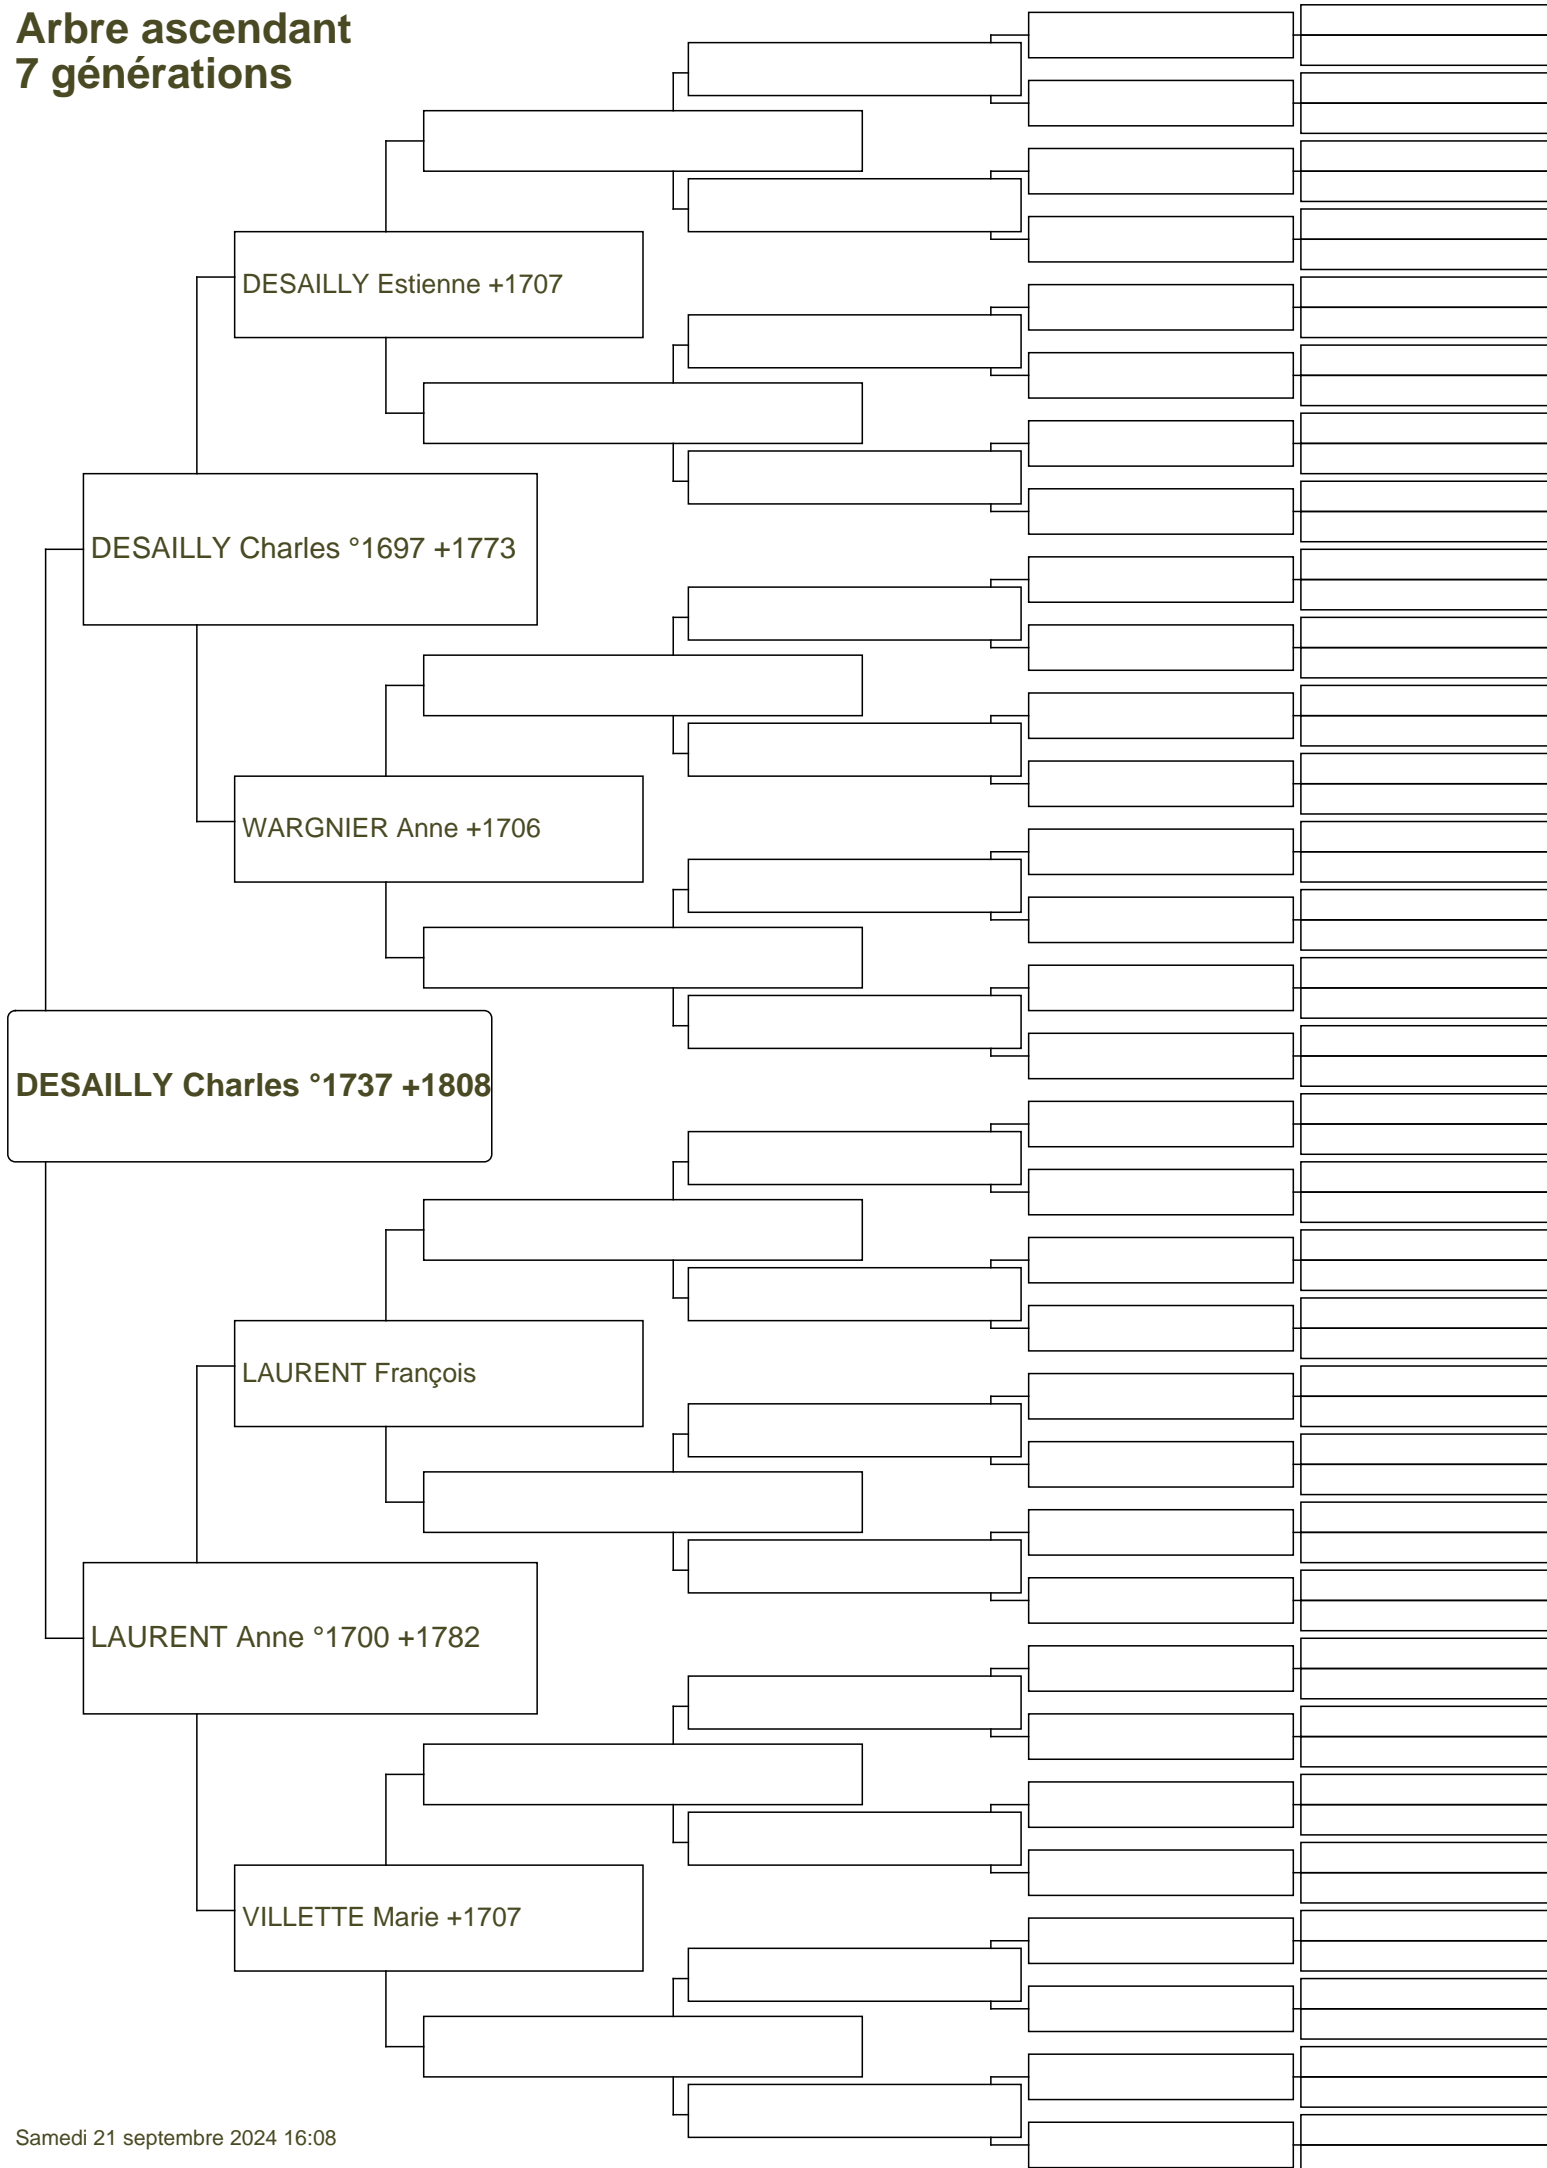 Arbre ascendant
7 générations
DESAILLY Estienne +1707
DESAILLY Charles °1697 +1773
WARGNIER Anne +1706
DESAILLY Charles °1737 +1808
LAURENT François
LAURENT Anne °1700 +1782
VILLETTE Marie +1707
Samedi 21 septembre 2024 16:08